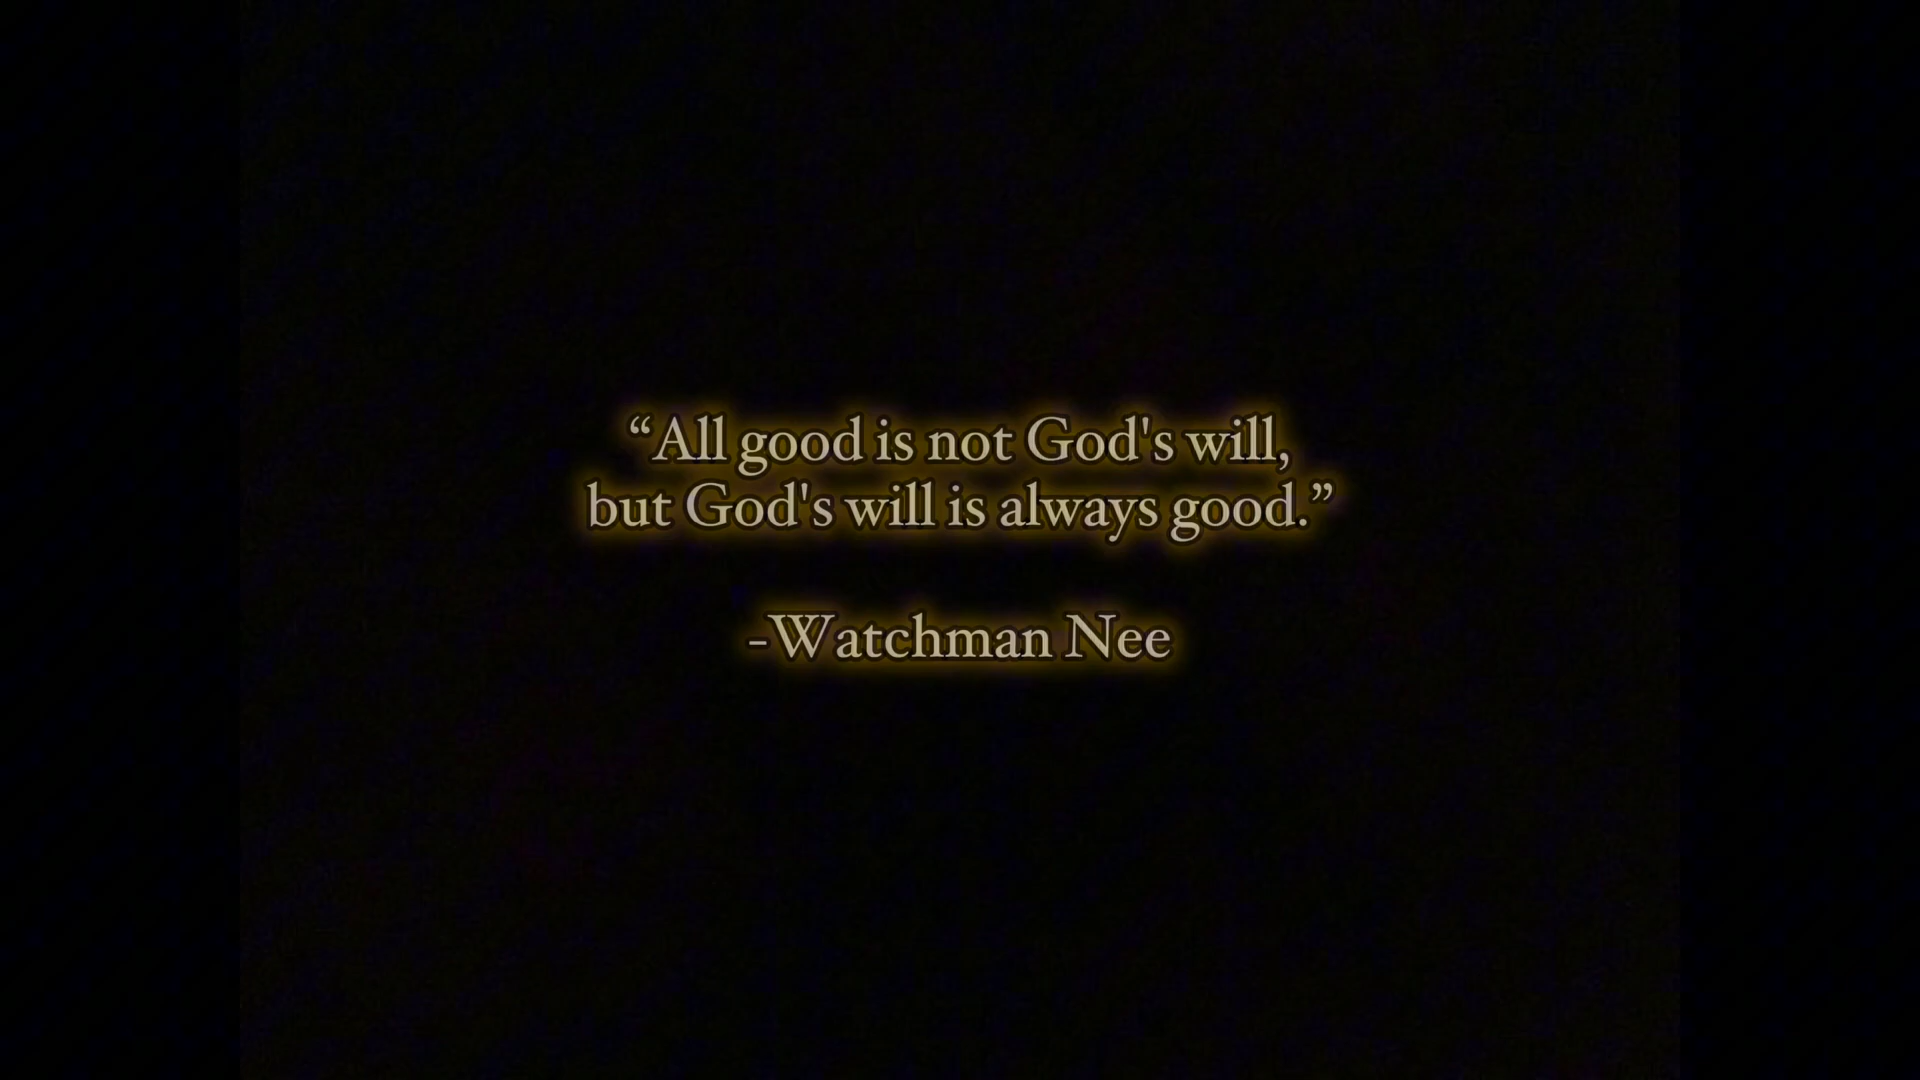 “All good is not God's will,
but God's will is always good.”
-Watchman Nee